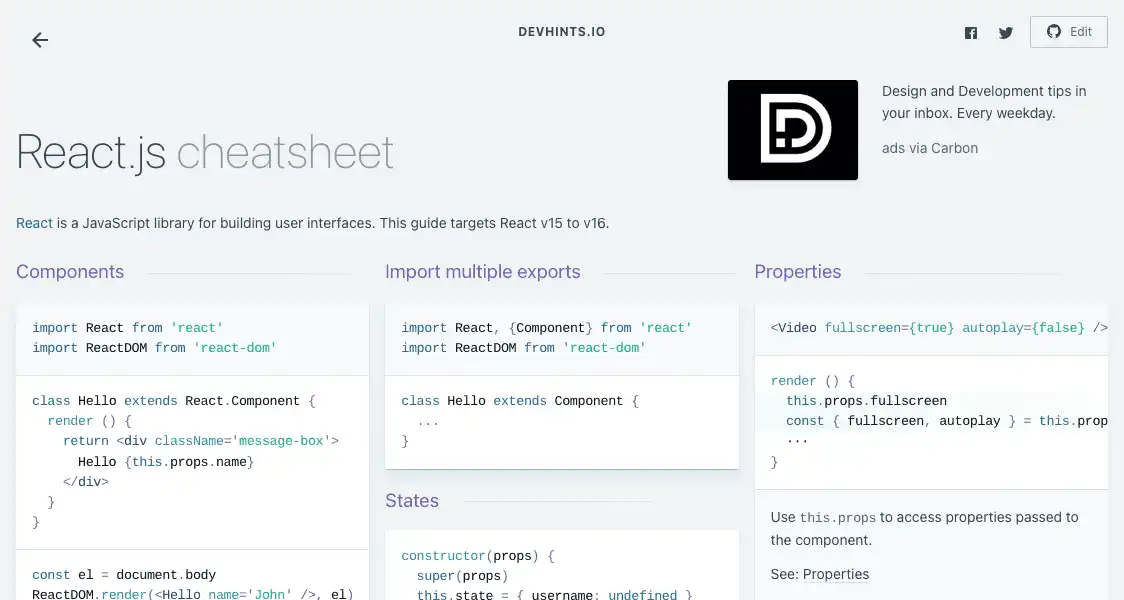 DEVHINTS.IO
Edit
Design and Development tips in
your inbox. Every weekday.
ads via Carbon
React.js cheatsheet
React is a JavaScript library for building user interfaces. This guide targets React v15 to v16.
Components
import React from 'react'
import ReactDOM from 'react-dom'
class Hello extends React.Component {
  render () {
    return <div className='message-box'>
      Hello {this.props.name}
    </div>
  }
}
const el = document.body
ReactDOM.render(<Hello name='John' />, el)
Import multiple exports
import React, {Component} from 'react'
import ReactDOM from 'react-dom'
class Hello extends Component {
  ...
}
States
constructor(props) {
  super(props)
  this.state = { username: undefined }
Properties
<Video fullscreen={true} autoplay={false} />
render () {
  this.props.fullscreen
  const { fullscreen, autoplay } = this.prop
  ...
}
Use this.props to access properties passed to
the component.
See: Properties